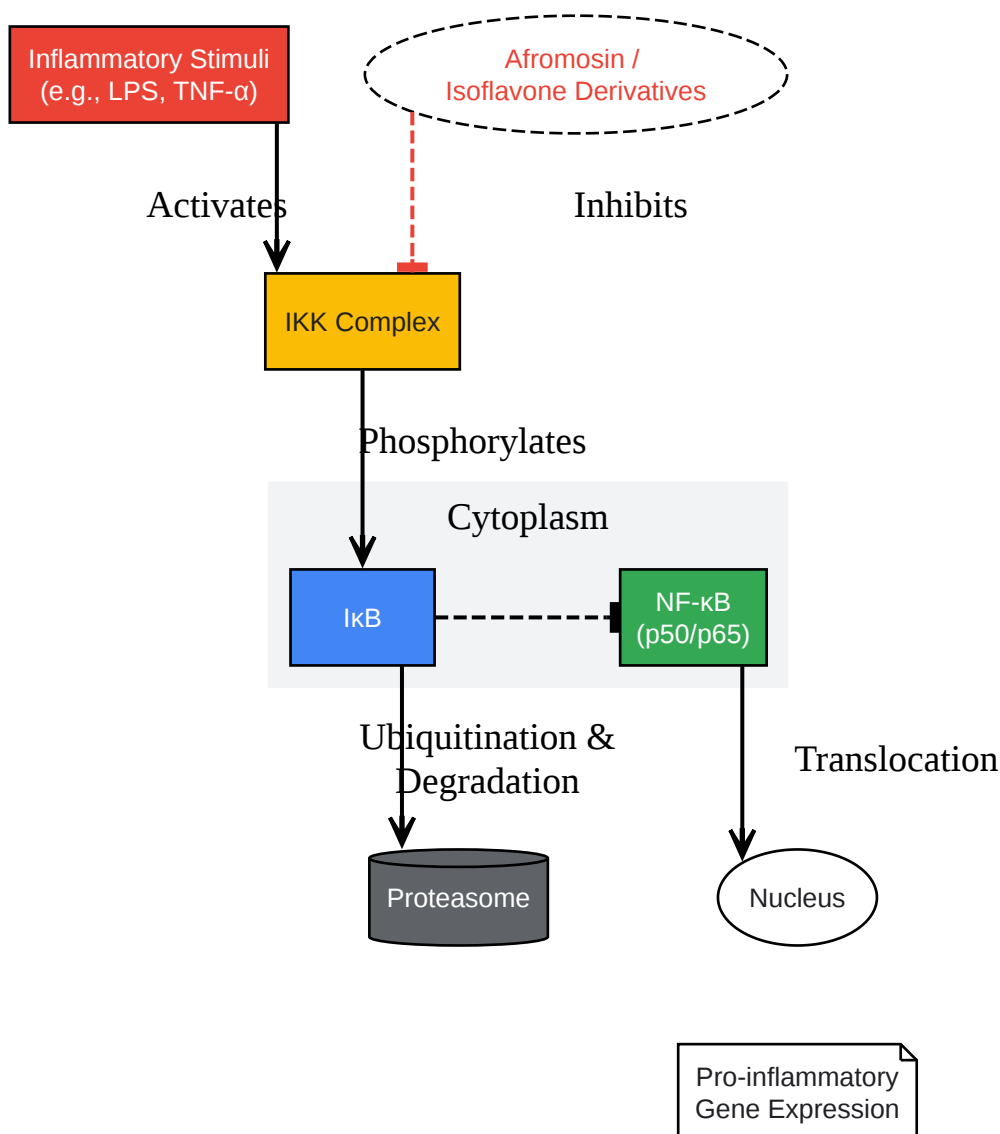 Inflammatory Stimuli
(e.g., LPS, TNF-α)
Afromosin /
Isoflavone Derivatives
Activates
Inhibits
IKK Complex
Phosphorylates
Cytoplasm
IκB
NF-κB
(p50/p65)
Ubiquitination &
Degradation
Translocation
Proteasome
Nucleus
Pro-inflammatory
Gene Expression